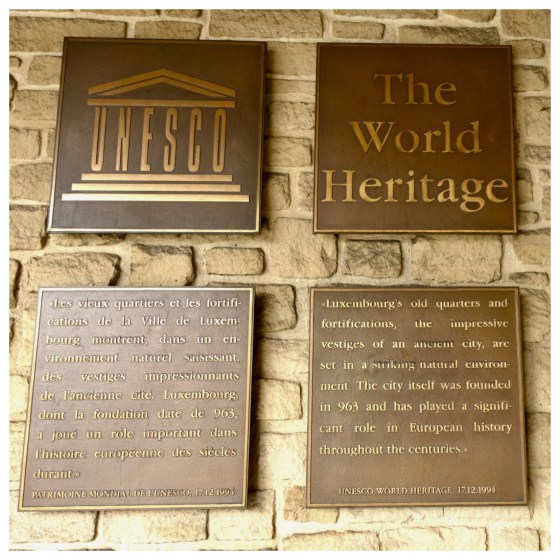 UNESCO
The
World
Heritage
«Les vieux quartiers et les fortifi-
cations de la Ville de Luxem-
bourg montrent, dans un en-
vironnement naturel saisissant,
des vestiges impressionnants
de l'ancienne cité. Luxembourg,
dont la fondation date de 963,
a joué un rôle important dans
l'histoire européenne des siècles
durant.»
PATRIMOINE MONDIAL DE L'UNESCO, 17.12.1994
«Luxembourg's old quarters and
fortifications, the impressive
vestiges of an ancient city, are
set in a striking natural environ-
ment. The city itself was founded
in 963 and has played a signifi-
cant role in European history
throughout the centuries.»
UNESCO WORLD HERITAGE, 17.12.1994